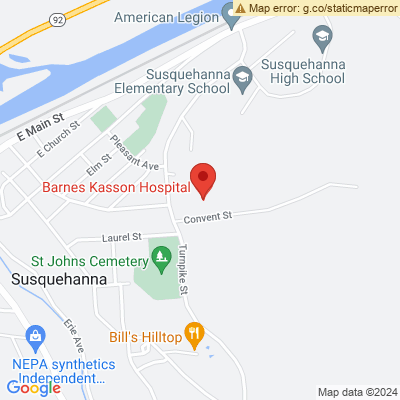 Map error: g.co/staticmaperror
American Legion
92
Susquehanna
High School
Susquehanna
Elementary School
E Main St
E Church St
Pleasant Ave
Elm St
Barnes Kasson Hospital
Convent St
Laurel St
St Johns Cemetery
Turnpike St
Susquehanna
Erie Ave
Bill's Hilltop
NEPA synthetics
Independent...
Google
Map data ©2024